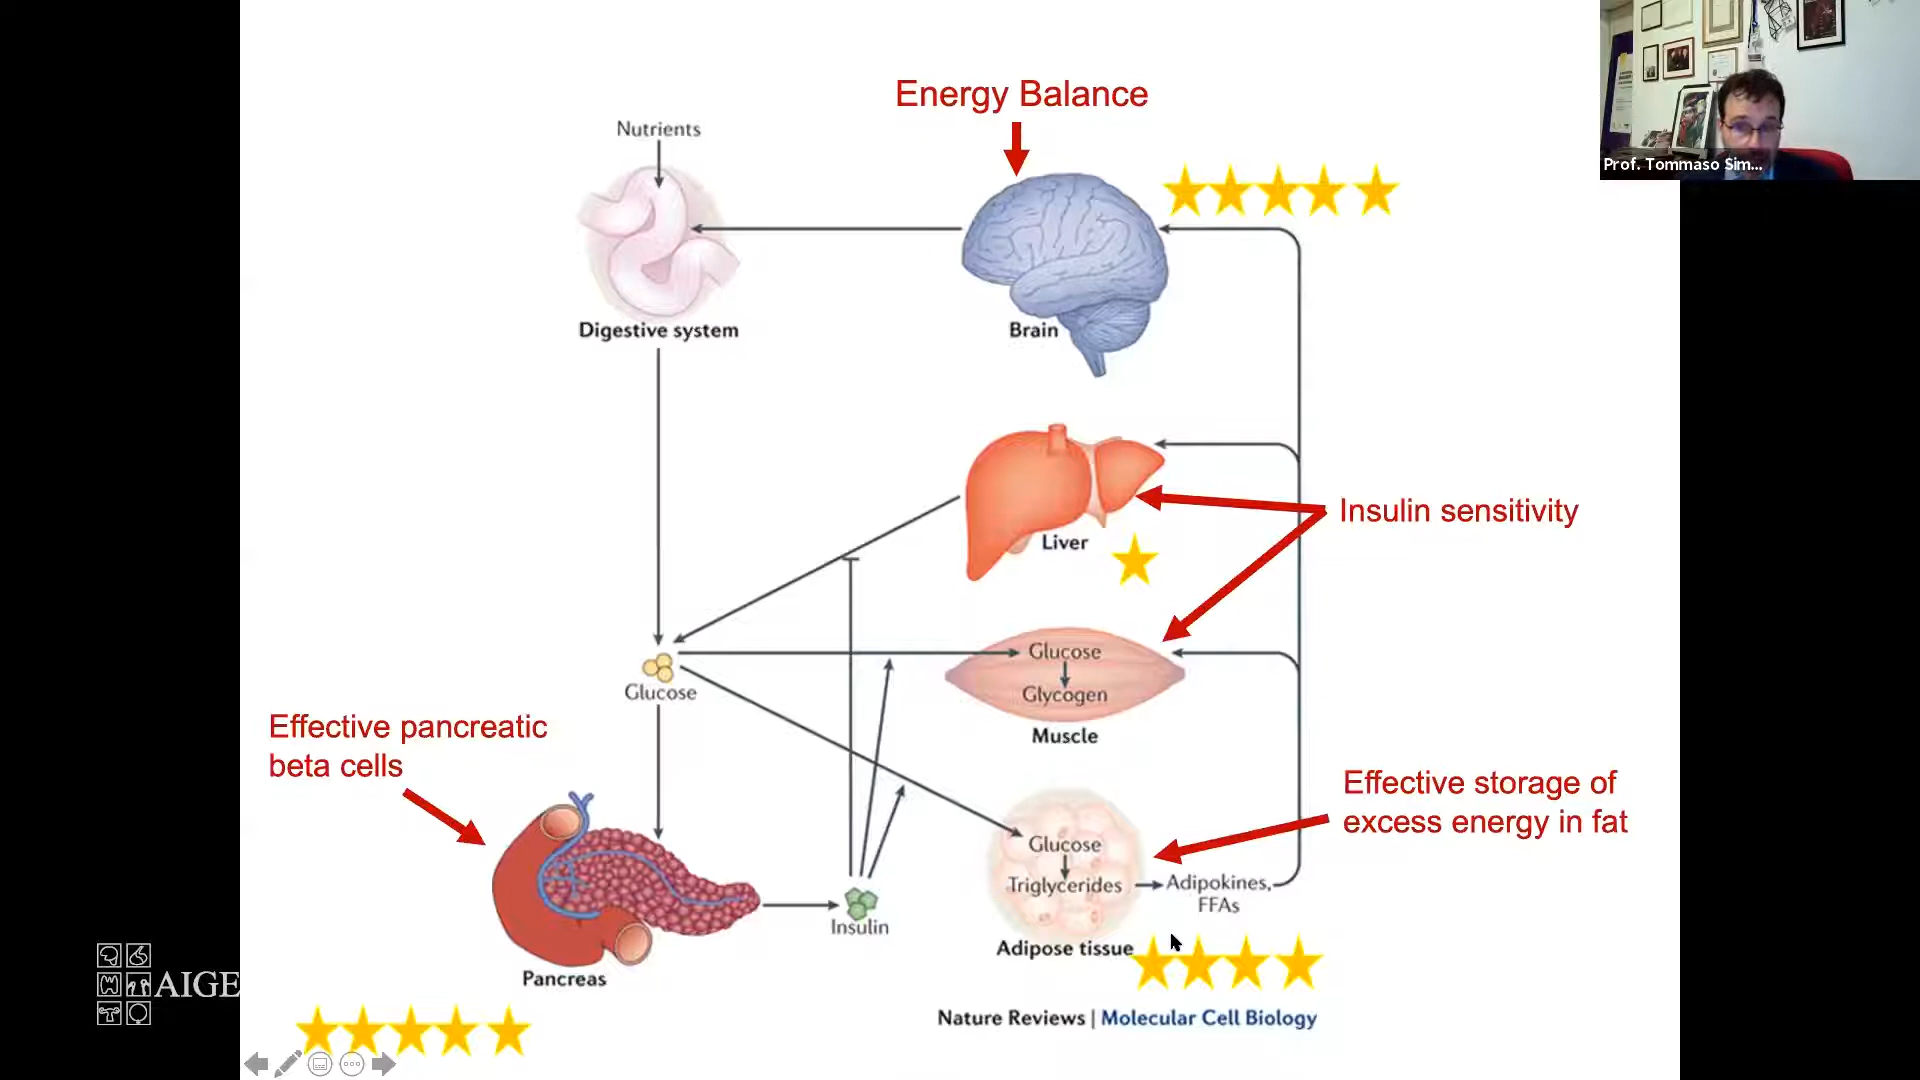 Energy Balance
Nutrients
Prof. Tommaso Sim...
Digestive system
Brain
Insulin sensitivity
Liver
Glucose
Glycogen
Glucose
Muscle
Effective pancreatic
beta cells
Effective storage of
excess energy in fat
Glucose
Triglycerides
Adipokines,
FFAs
Insulin
Adipose tissue
Pancreas
AIGE
Nature Reviews | Molecular Cell Biology